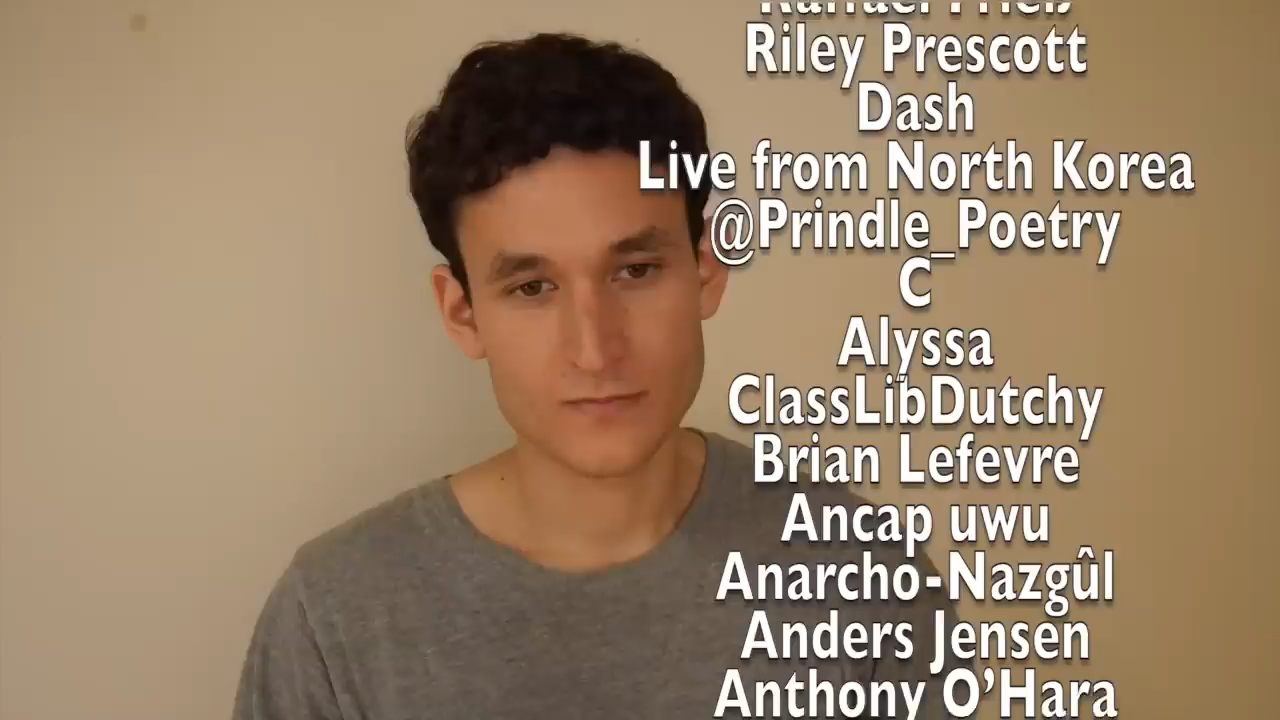 Riley Prescott
Dash
Live from North Korea
@Prindle_Poetry
C
Alyssa
ClassLibDutchy
Brian Lefevre
Ancap uwu
Anarcho-Nazgûl
Anders Jensen
Anthony O’Hara